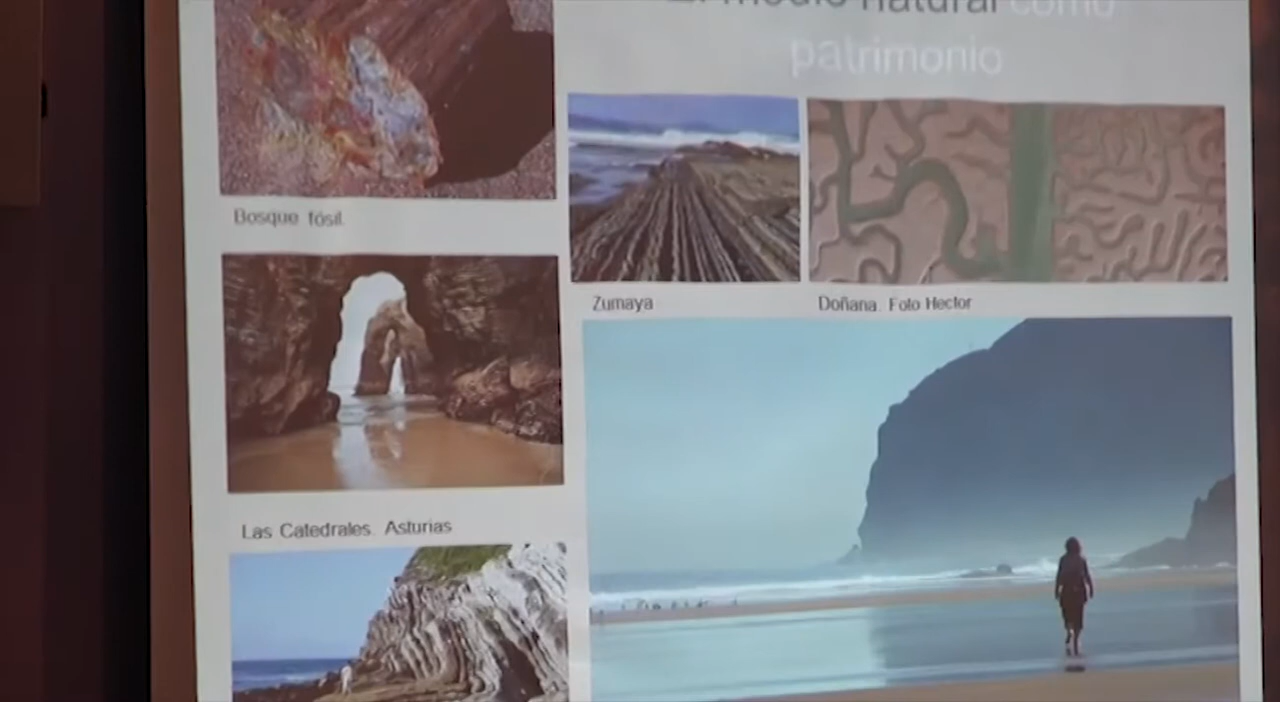 El medio natural como
patrimonio
Bosque fósil.
Zumaya
Doñana. Foto Hector
Las Catedrales. Asturias